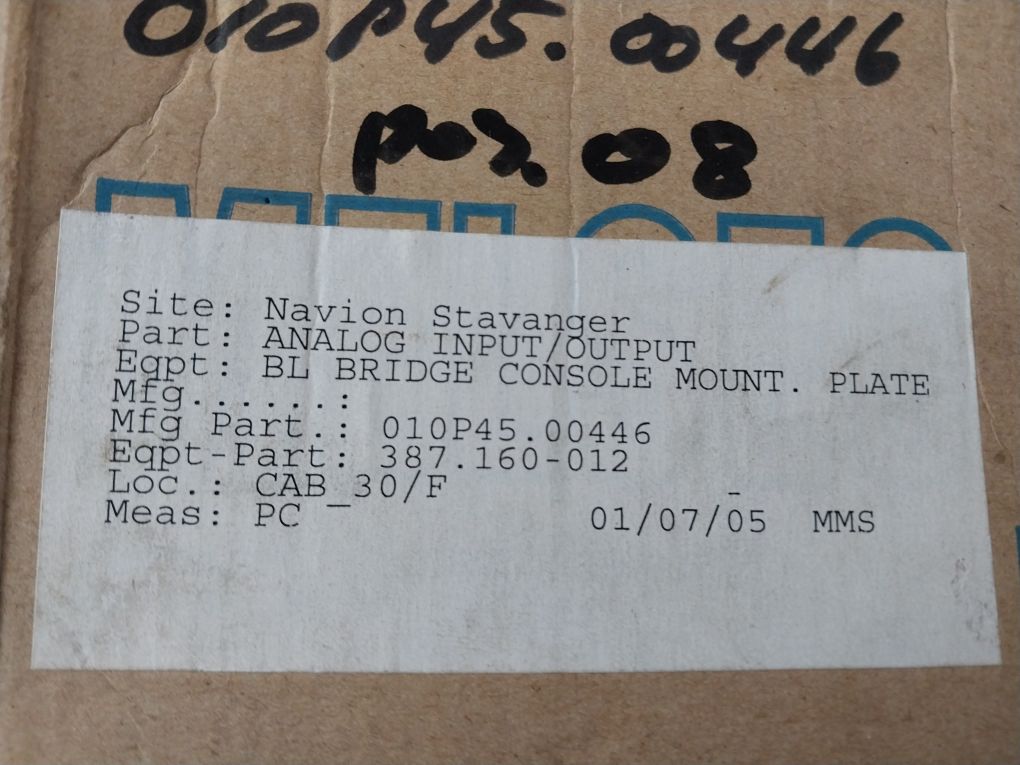 010P45.00446
poz. 08
Site: Navion Stavanger
Part: ANALOG INPUT/OUTPUT
Eqpt: BL BRIDGE CONSOLE MOUNT. PLATE
Mfg.......:
Mfg Part.: 010P45.00446
Eqpt-Part: 387.160-012
Loc.: CAB 30/F
Meas: PC 01/07/05 MMS